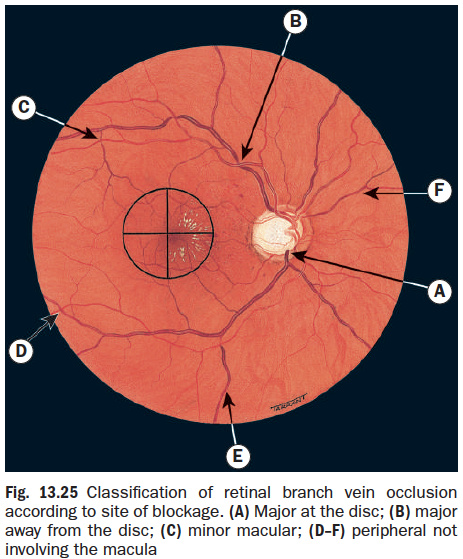 B
C
F
A
D
E
TARRANT
Fig. 13.25 Classification of retinal branch vein occlusion
according to site of blockage. (A) Major at the disc; (B) major
away from the disc; (C) minor macular; (D–F) peripheral not
involving the macula